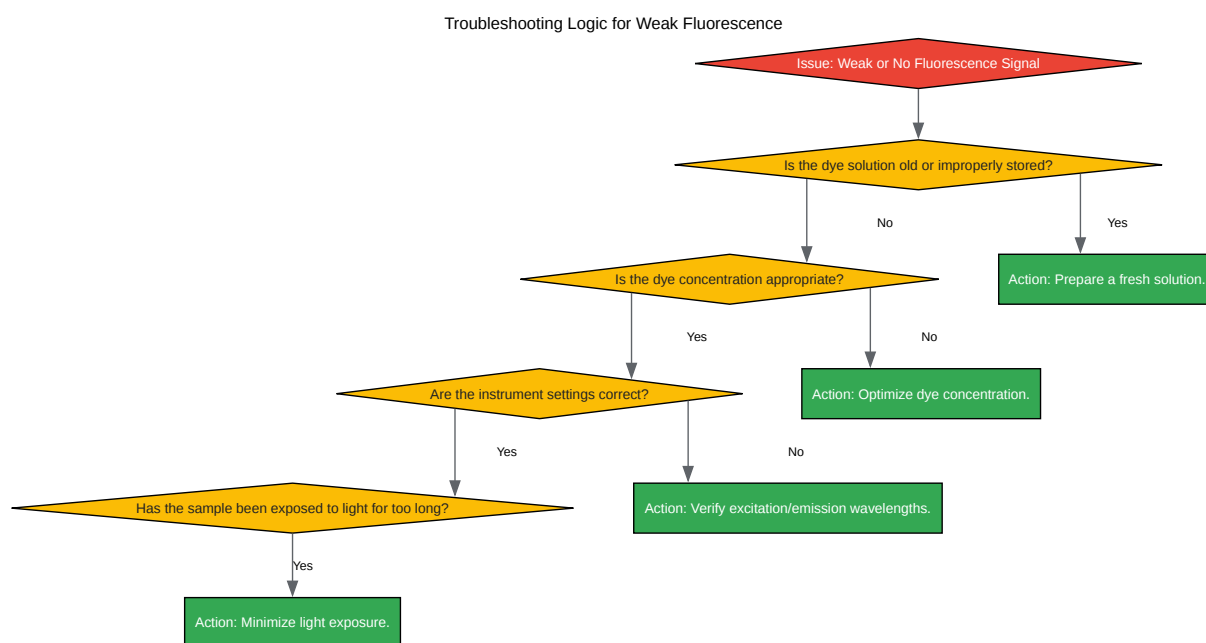 Troubleshooting Logic for Weak Fluorescence
Issue: Weak or No Fluorescence Signal
Is the dye solution old or improperly stored?
No
Yes
Is the dye concentration appropriate?
Action: Prepare a fresh solution.
Yes
No
Are the instrument settings correct?
Action: Optimize dye concentration.
Yes
No
Has the sample been exposed to light for too long?
Action: Verify excitation/emission wavelengths.
Yes
Action: Minimize light exposure.